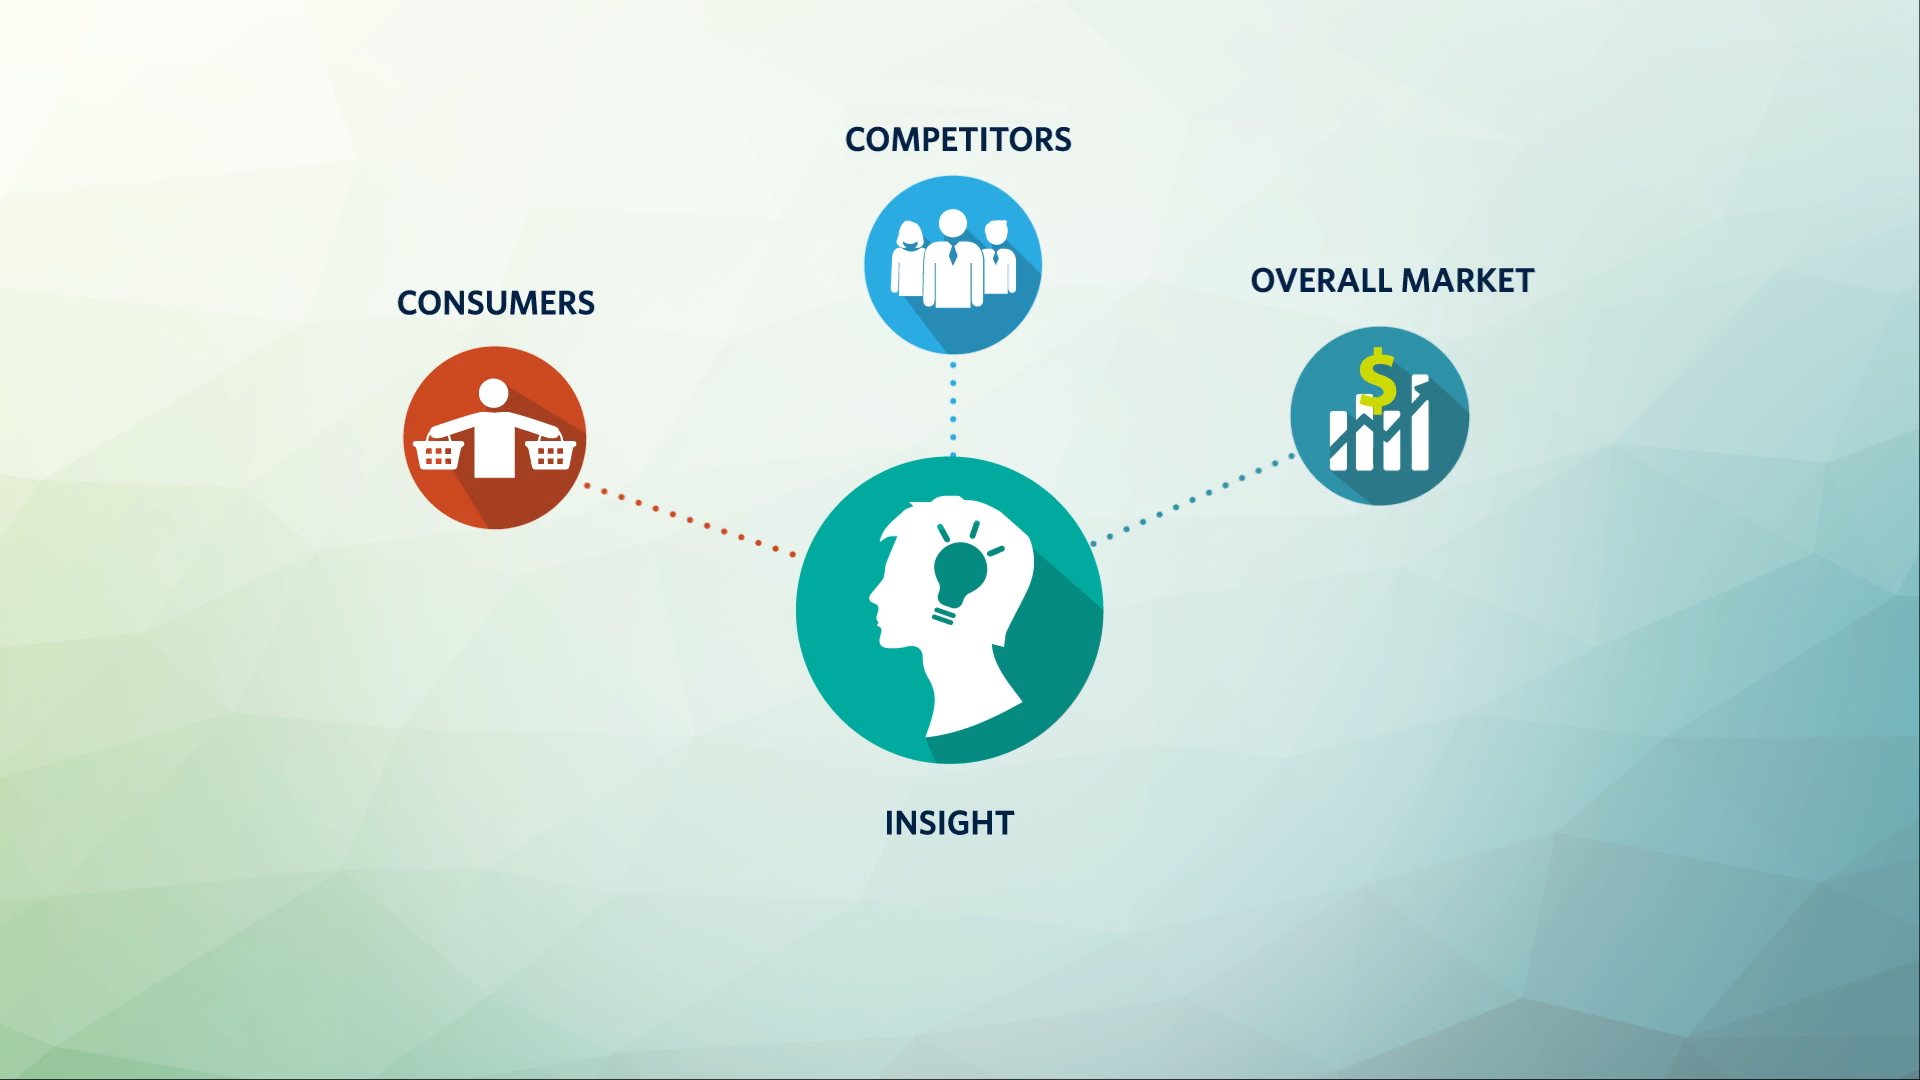 COMPETITORS
CONSUMERS
OVERALL MARKET
$
INSIGHT